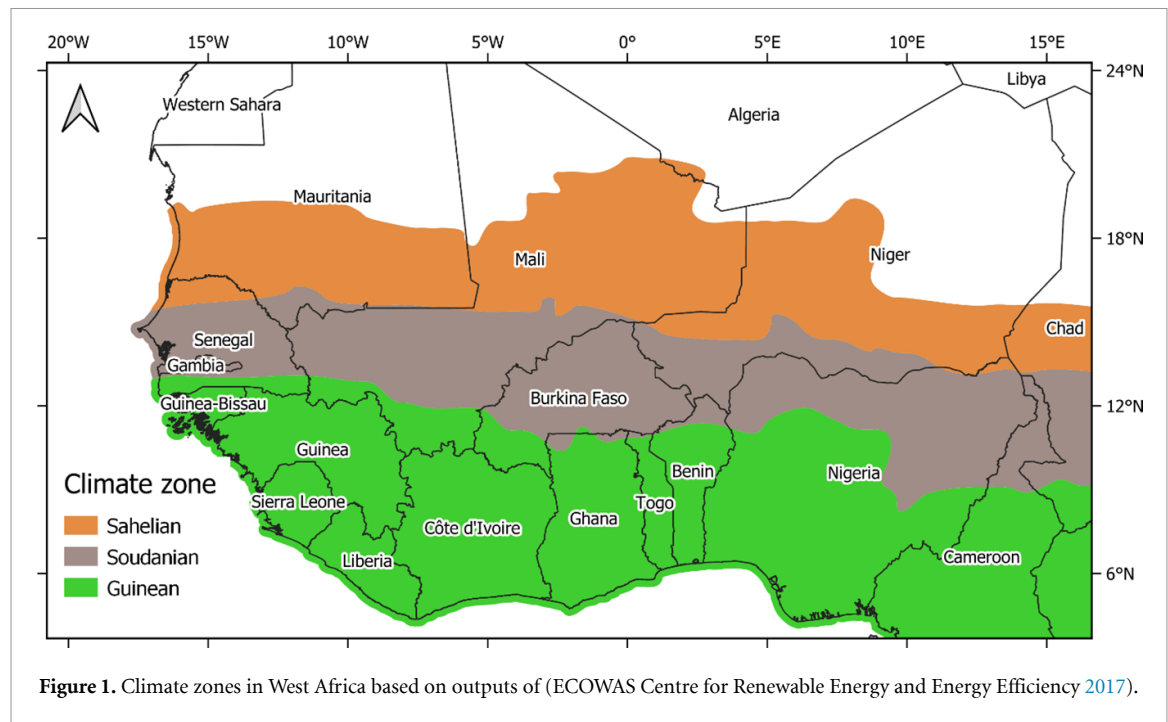 20°W 15°W 10°W 5°W 0° 5°E 10°E 15°E
24°N
Libya
Western Sahara
Algeria
Mauritania
18°N
Mali
Niger
Chad
Senegal
Gambia
Burkina Faso
12°N
Guinea-Bissau
Guinea
Benin
Nigeria
Climate zone
Sierra Leone
Togo
Ghana
Côte d'Ivoire
Sahelian
Soudanian
Cameroon
Liberia
6°N
Guinean
Figure 1. Climate zones in West Africa based on outputs of (ECOWAS Centre for Renewable Energy and Energy Efficiency 2017).